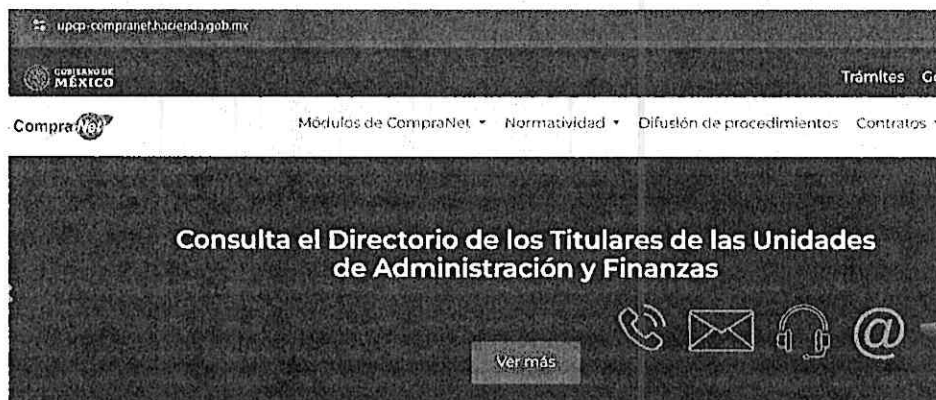 upcp-compranet.hacienda.gob.mx
GOBIERNO DE
MÉXICO
Trámites
CompraNet
Módulos de CompraNet
Normatividad
Difusión de procedimientos
Contratos
Consulta el Directorio de los Titulares de las Unidades
de Administración y Finanzas
@
Ver más